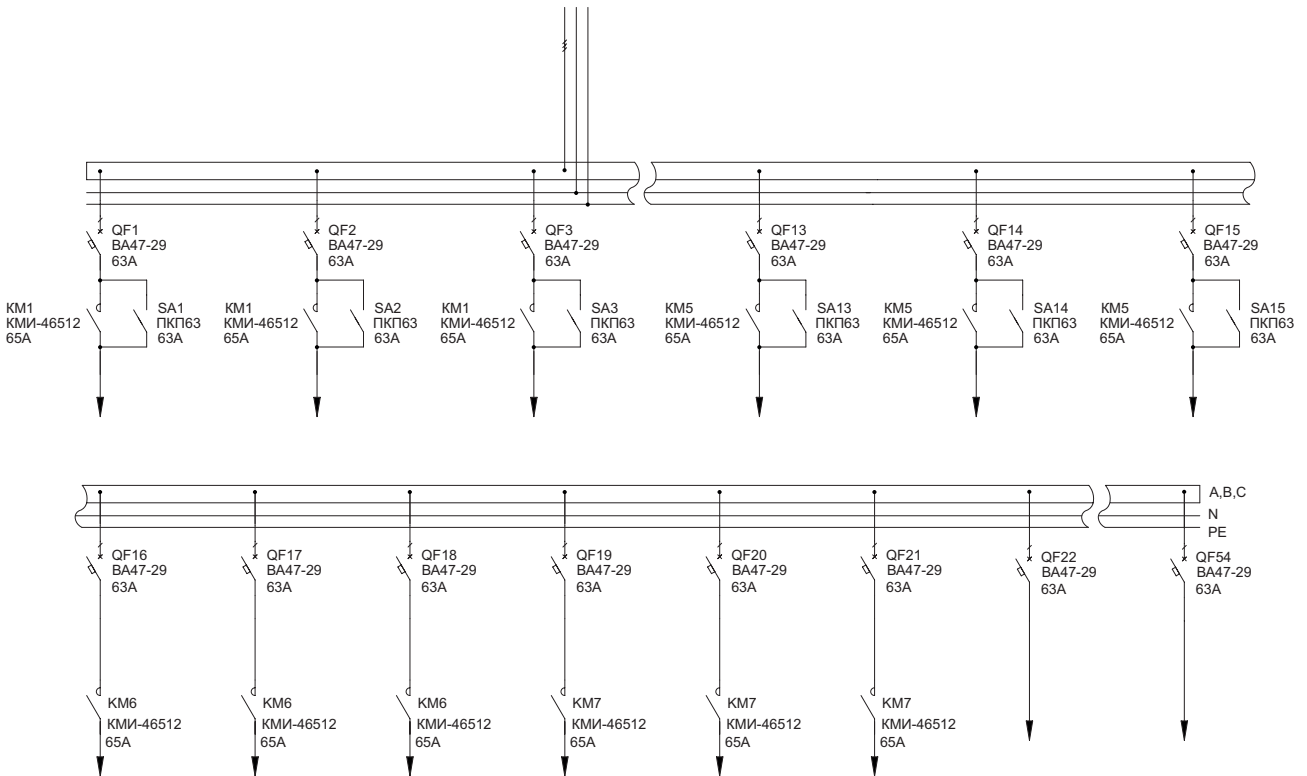 QF1
ВА47-29
63А
QF2
ВА47-29
63А
QF3
ВА47-29
63А
QF13
ВА47-29
63А
QF14
ВА47-29
63А
QF15
ВА47-29
63А
КМ1
КМИ-46512
65А
SA1
ПКП63
63А
КМ1
КМИ-46512
65А
SA2
ПКП63
63А
КМ1
КМИ-46512
65А
SA3
ПКП63
63А
КМ5
КМИ-46512
65А
SA13
ПКП63
63А
КМ5
КМИ-46512
65А
SA14
ПКП63
63А
КМ5
КМИ-46512
65А
SA15
ПКП63
63А
A,B,C
N
PE
QF16
ВА47-29
63А
QF17
ВА47-29
63А
QF18
ВА47-29
63А
QF19
ВА47-29
63А
QF20
ВА47-29
63А
QF21
ВА47-29
63А
QF22
ВА47-29
63А
QF54
ВА47-29
63А
КМ6
КМИ-46512
65А
КМ6
КМИ-46512
65А
КМ6
КМИ-46512
65А
КМ7
КМИ-46512
65А
КМ7
КМИ-46512
65А
КМ7
КМИ-46512
65А